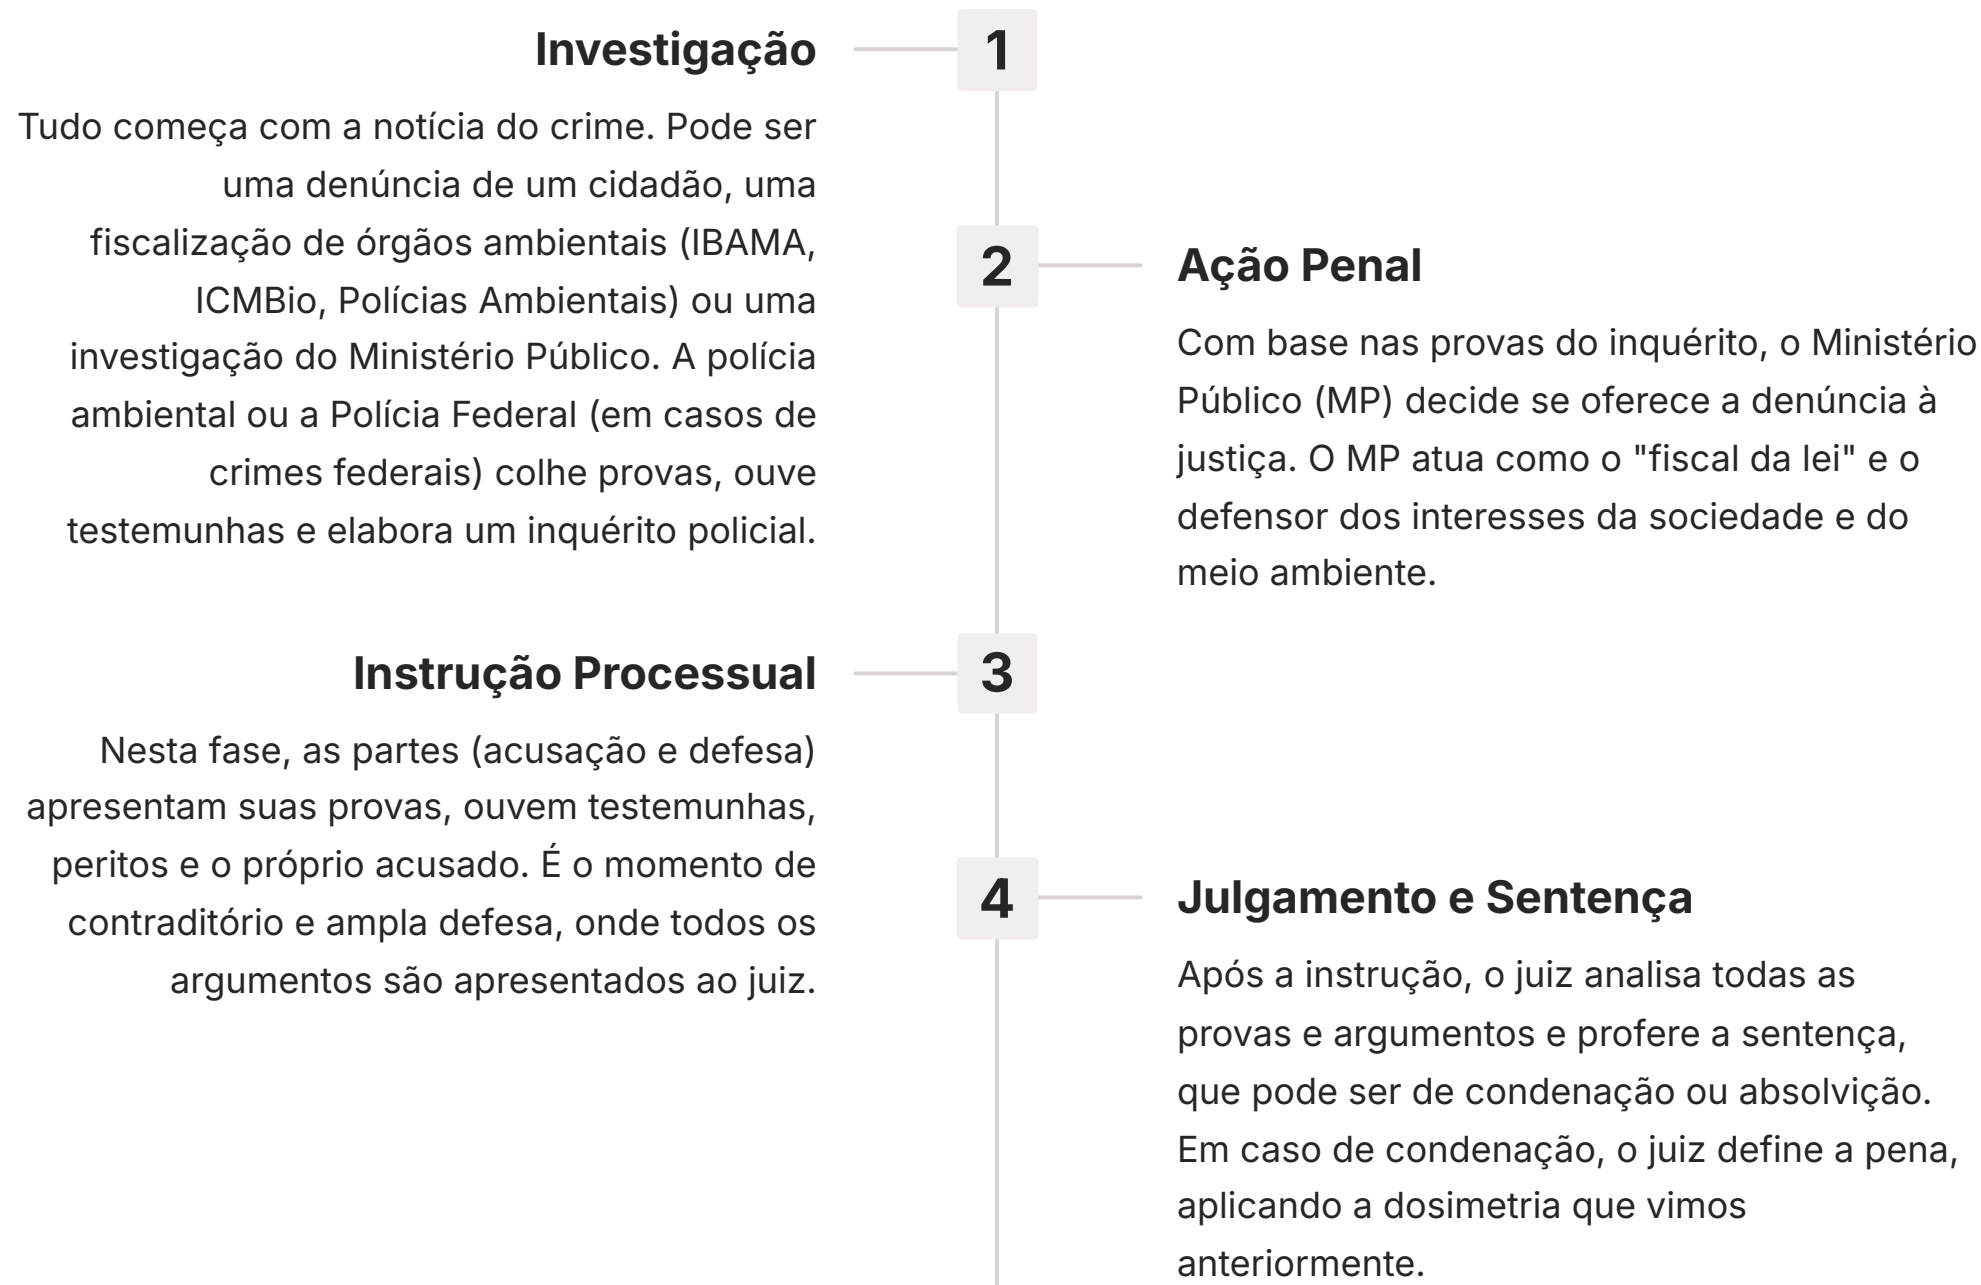 Investigação
1
Tudo começa com a notícia do crime. Pode ser
uma denúncia de um cidadão, uma
fiscalização de órgãos ambientais (IBAMA,
ICMBio, Polícias Ambientais) ou uma
investigação do Ministério Público. A polícia
ambiental ou a Polícia Federal (em casos de
crimes federais) colhe provas, ouve
testemunhas e elabora um inquérito policial.
2
Ação Penal
Com base nas provas do inquérito, o Ministério
Público (MP) decide se oferece a denúncia à
justiça. O MP atua como o "fiscal da lei" e o
defensor dos interesses da sociedade e do
meio ambiente.
Instrução Processual
3
Nesta fase, as partes (acusação e defesa)
apresentam suas provas, ouvem testemunhas,
peritos e o próprio acusado. É o momento de
contraditório e ampla defesa, onde todos os
argumentos são apresentados ao juiz.
4
Julgamento e Sentença
Após a instrução, o juiz analisa todas as
provas e argumentos e profere a sentença,
que pode ser de condenação ou absolvição.
Em caso de condenação, o juiz define a pena,
aplicando a dosimetria que vimos
anteriormente.